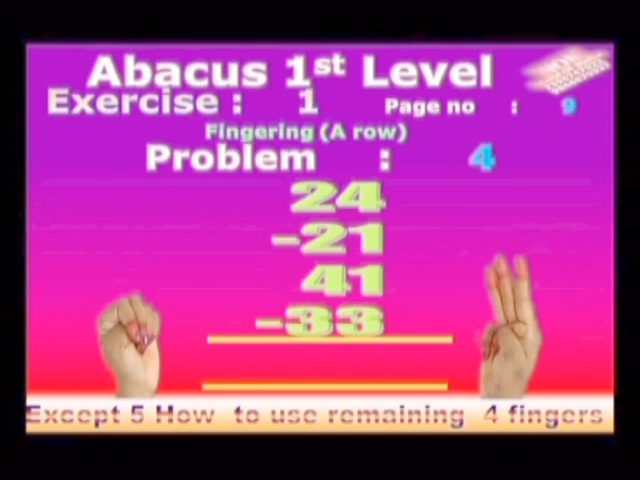 Abacus 1st Level
Exercise : 1 Page no : 9
Fingering (A row)
Problem : 4
24
-21
41
-33
Except 5 How to use remaining 4 fingers